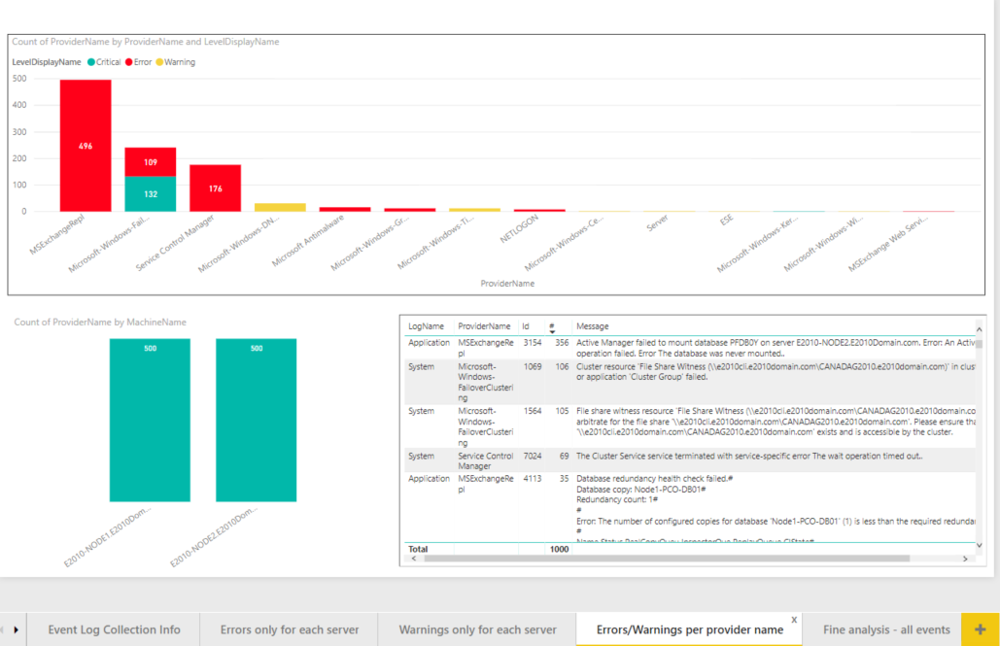 Count of ProviderName by ProviderName and LevelDisplayName
LevelDisplayName Critical Error Warning
500
400
300
200
100
0
496
109
132
176
MSExchangeRepl
Microsoft-Windows-Fail...
Service Control Manager
Microsoft-Windows-DN...
Microsoft Antimalware
Microsoft-Windows-Gr...
Microsoft-Windows-Ti...
NETLOGON
Microsoft-Windows-Ce...
Server
ESE
Microsoft-Windows-Ker...
Microsoft-Windows-Wi...
MSExchange Web Servi...
ProviderName
Count of ProviderName by MachineName
500
500
E2010-NODE1.E2010Dom...
E2010-NODE2.E2010Dom...
LogName ProviderName Id # Message
Application MSExchangeRe 3154 356 Active Manager failed to mount database PFDB0Y on server E2010-NODE2.E2010Domain.com. Error: An Activ
pl operation failed. Error The database was never mounted..
System Microsoft- 1069 106 Cluster resource 'File Share Witness (\\e2010cli.e2010domain.com\CANADAG2010.e2010domain.com)' in clus
Windows- or application 'Cluster Group' failed.
FailoverClusteri
ng
System Microsoft- 1564 105 File share witness resource 'File Share Witness (\\e2010cli.e2010domain.com\CANADAG2010.e2010domain.co
Windows- arbitrate for the file share '\\e2010cli.e2010domain.com\CANADAG2010.e2010domain.com'. Please ensure tha
FailoverClusteri '\\e2010cli.e2010domain.com\CANADAG2010.e2010domain.com' exists and is accessible by the cluster.
ng
System Service Control 7024 69 The Cluster Service service terminated with service-specific error The wait operation timed out..
Manager
Application MSExchangeRe 4113 35 Database redundancy health check failed.#
pl Database copy: Node1-PCO-DB01#
Redundancy count: 1#
#
Error: The number of configured copies for database 'Node1-PCO-DB01' (1) is less than the required redunda
#
Total 1000
Event Log Collection Info
Errors only for each server
Warnings only for each server
Errors/Warnings per provider name
x
Fine analysis - all events
+